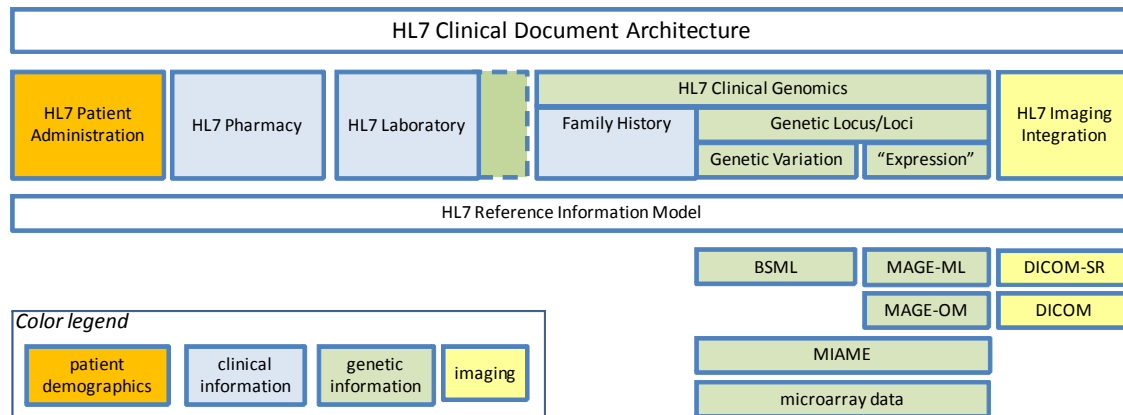 HL7 Clinical Document Architecture
HL7 Patient
Administration
HL7 Pharmacy
HL7 Laboratory
HL7 Clinical Genomics
Family History
Genetic Locus/Loci
Genetic Variation
“Expression”
HL7 Imaging
Integration
HL7 Reference Information Model
BSML
MAGE-ML
DICOM-SR
MAGE-OM
DICOM
MIAME
microarray data
Color legend
patient
demographics
clinical
information
genetic
information
imaging